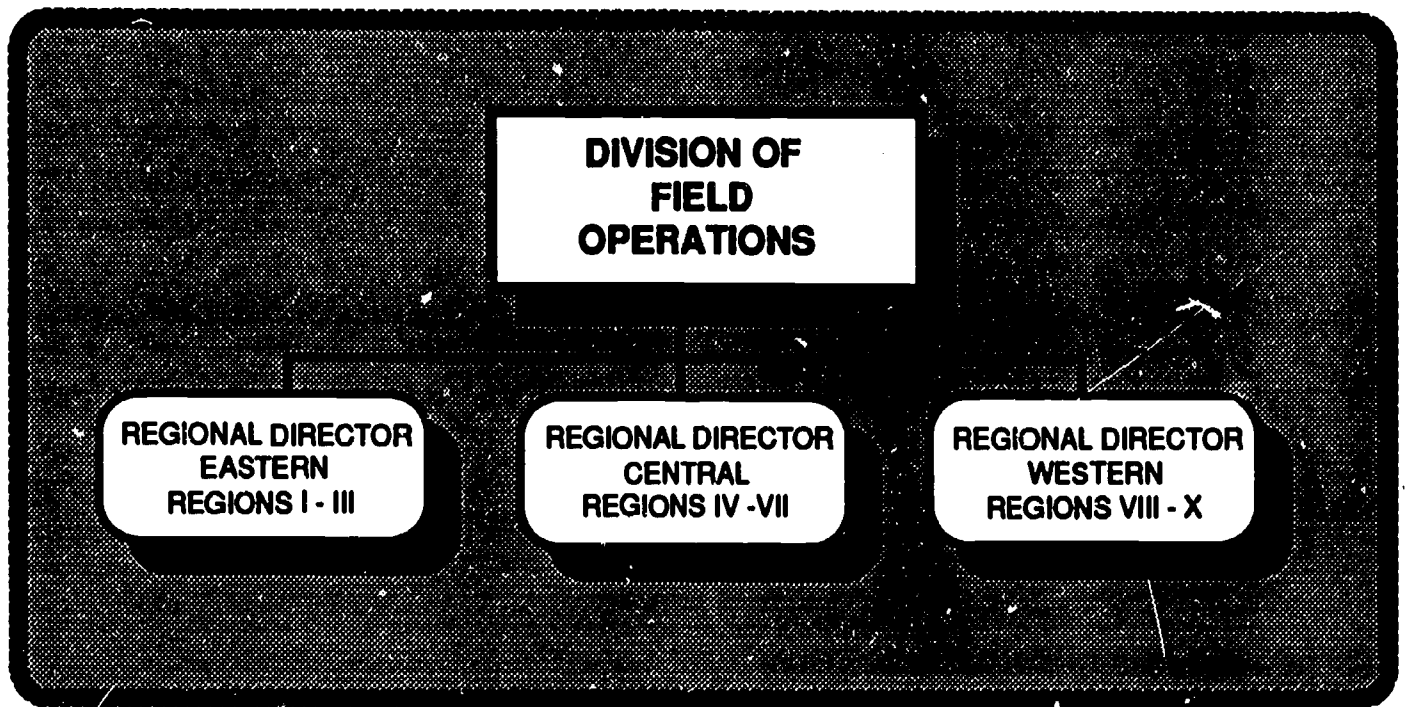 DIVISION OF
FIELD
OPERATIONS
REGIONAL DIRECTOR
EASTERN
REGIONS I - III
REGIONAL DIRECTOR
CENTRAL
REGIONS IV -VII
REGIONAL DIRECTOR
WESTERN
REGIONS VIII - X